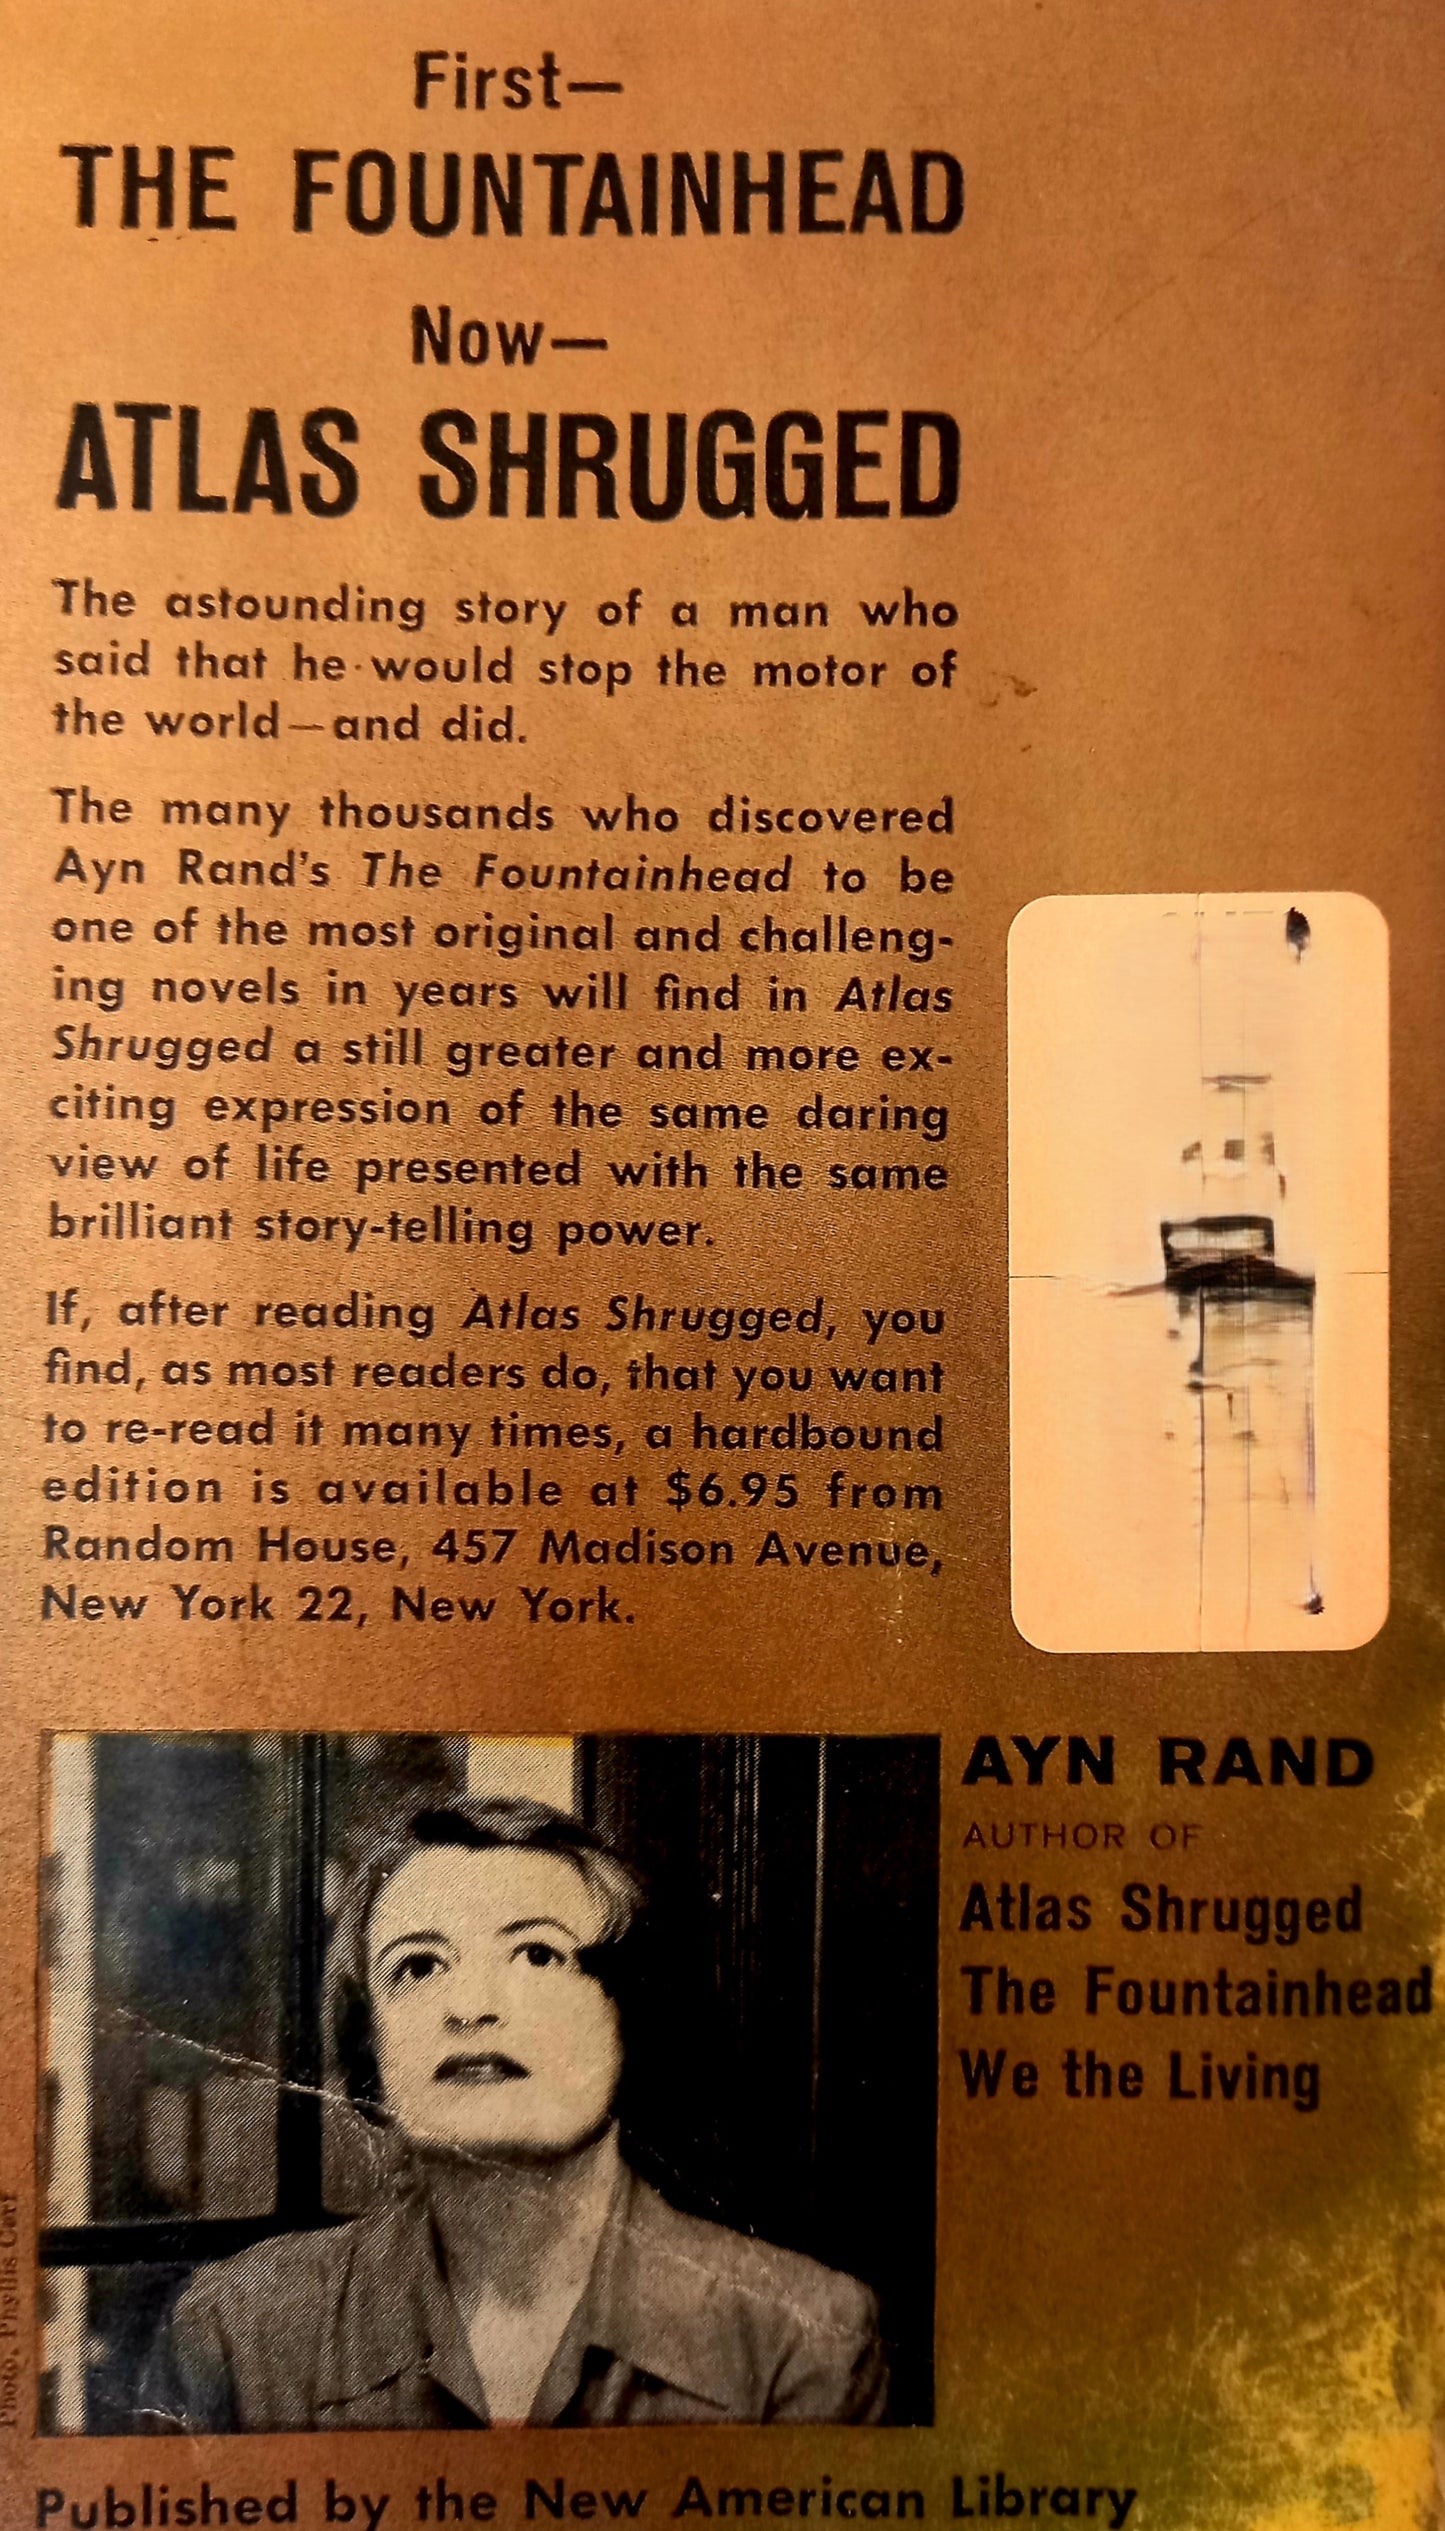 First—
THE FOUNTAINHEAD
Now—
ATLAS SHRUGGED
The astounding story of a man who
said that he would stop the motor of
the world—and did.
The many thousands who discovered
Ayn Rand's The Fountainhead to be
one of the most original and challeng-
ing novels in years will find in Atlas
Shrugged a still greater and more ex-
citing expression of the same daring
view of life presented with the same
brilliant story-telling power.
If, after reading Atlas Shrugged, you
find, as most readers do, that you want
to re-read it many times, a hardbound
edition is available at $6.95 from
Random House, 457 Madison Avenue,
New York 22, New York.
AYN RAND
AUTHOR OF
Atlas Shrugged
The Fountainhead
We the Living
Photo, Phyllis Cerf
Published by the New American Library